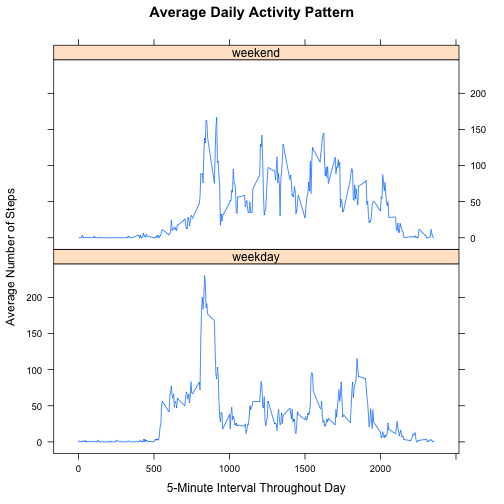 Average Daily Activity Pattern
weekend
200
150
100
50
0
weekday
200
150
100
50
0
0 500 1000 1500 2000
Average Number of Steps
5-Minute Interval Throughout Day